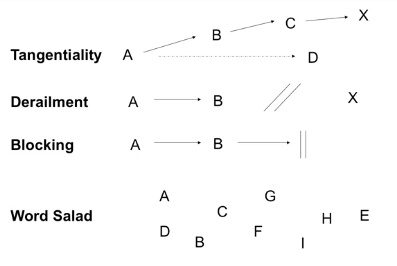 Tangentiality A B C X
D
Derailment A B X
Blocking A B
Word Salad A G
C H E
D B F I